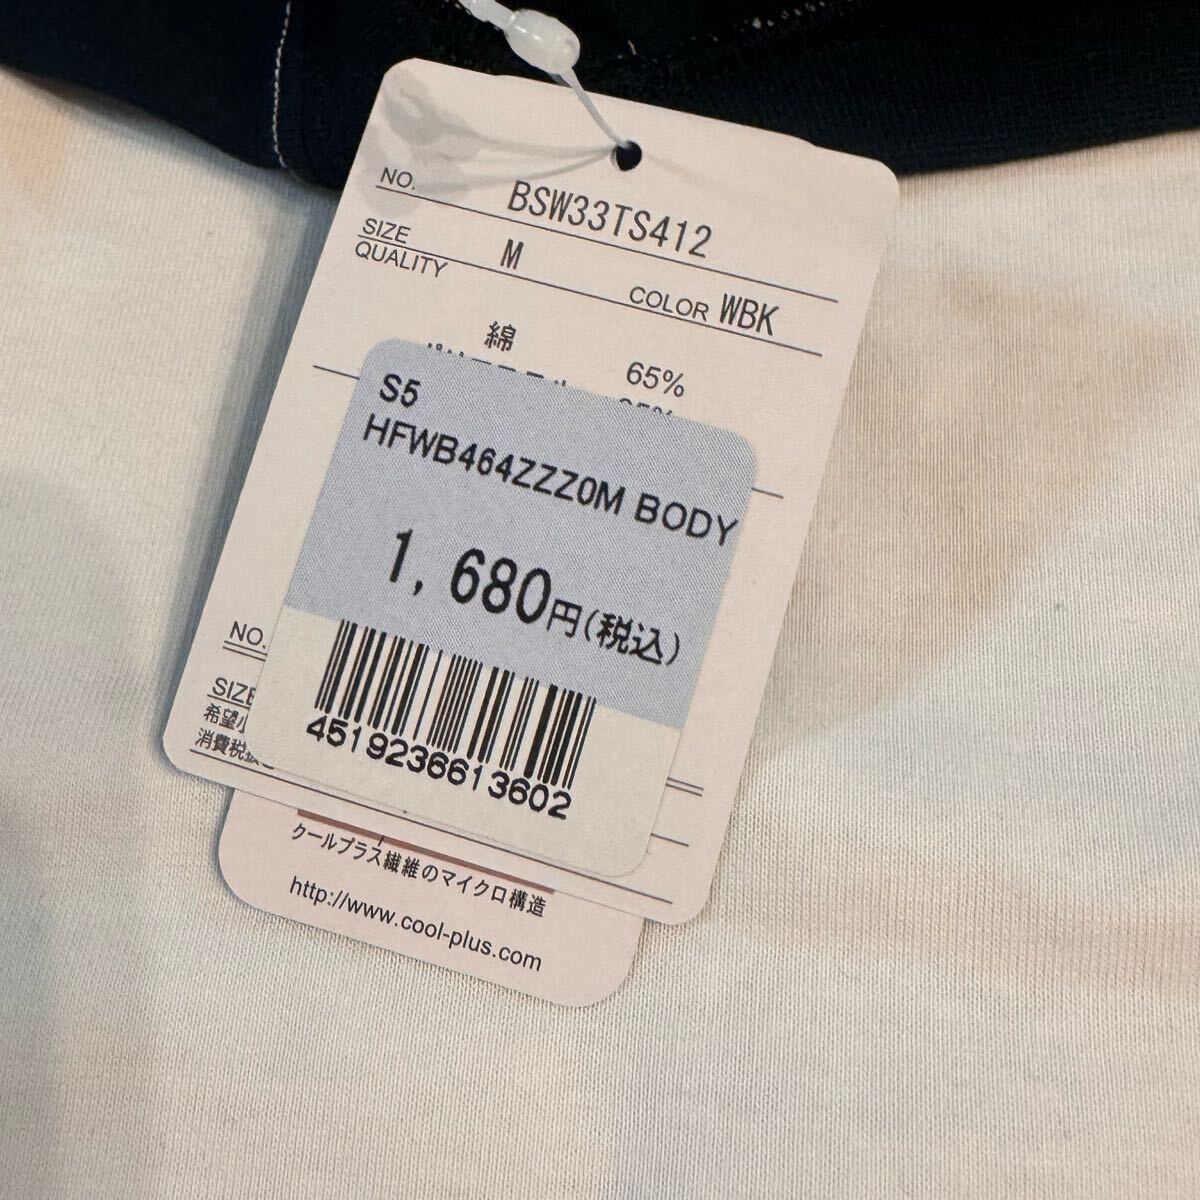 NO. BSW33TS412
SIZE M
QUALITY
COLOR WBK
綿 65%
S5
HFWB464ZZZ0M BODY
1,680円(税込)
4519236613602
NO.
SIZE
希望小
消費税
クールプラス繊維のマイクロ構造
http://www.cool-plus.com